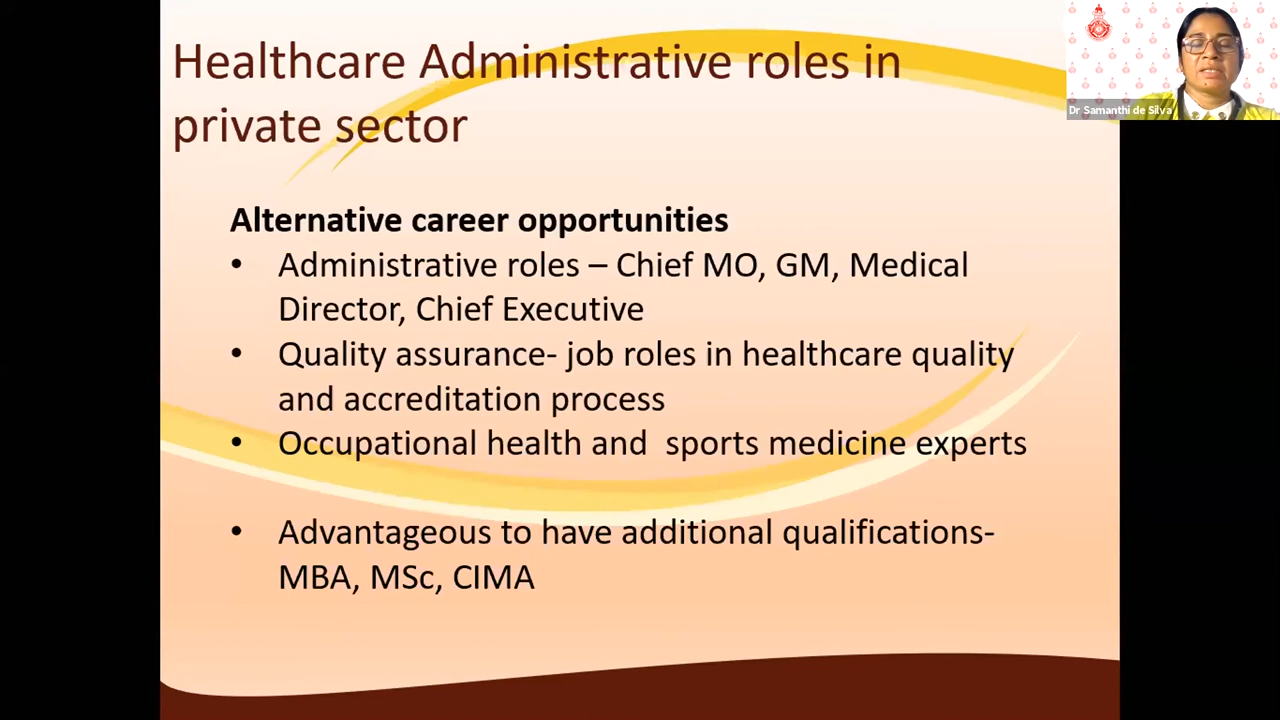 Healthcare Administrative roles in
private sector
Dr Samanthi de Silva
Alternative career opportunities
• Administrative roles – Chief MO, GM, Medical
Director, Chief Executive
• Quality assurance- job roles in healthcare quality
and accreditation process
• Occupational health and  sports medicine experts
• Advantageous to have additional qualifications-
MBA, MSc, CIMA